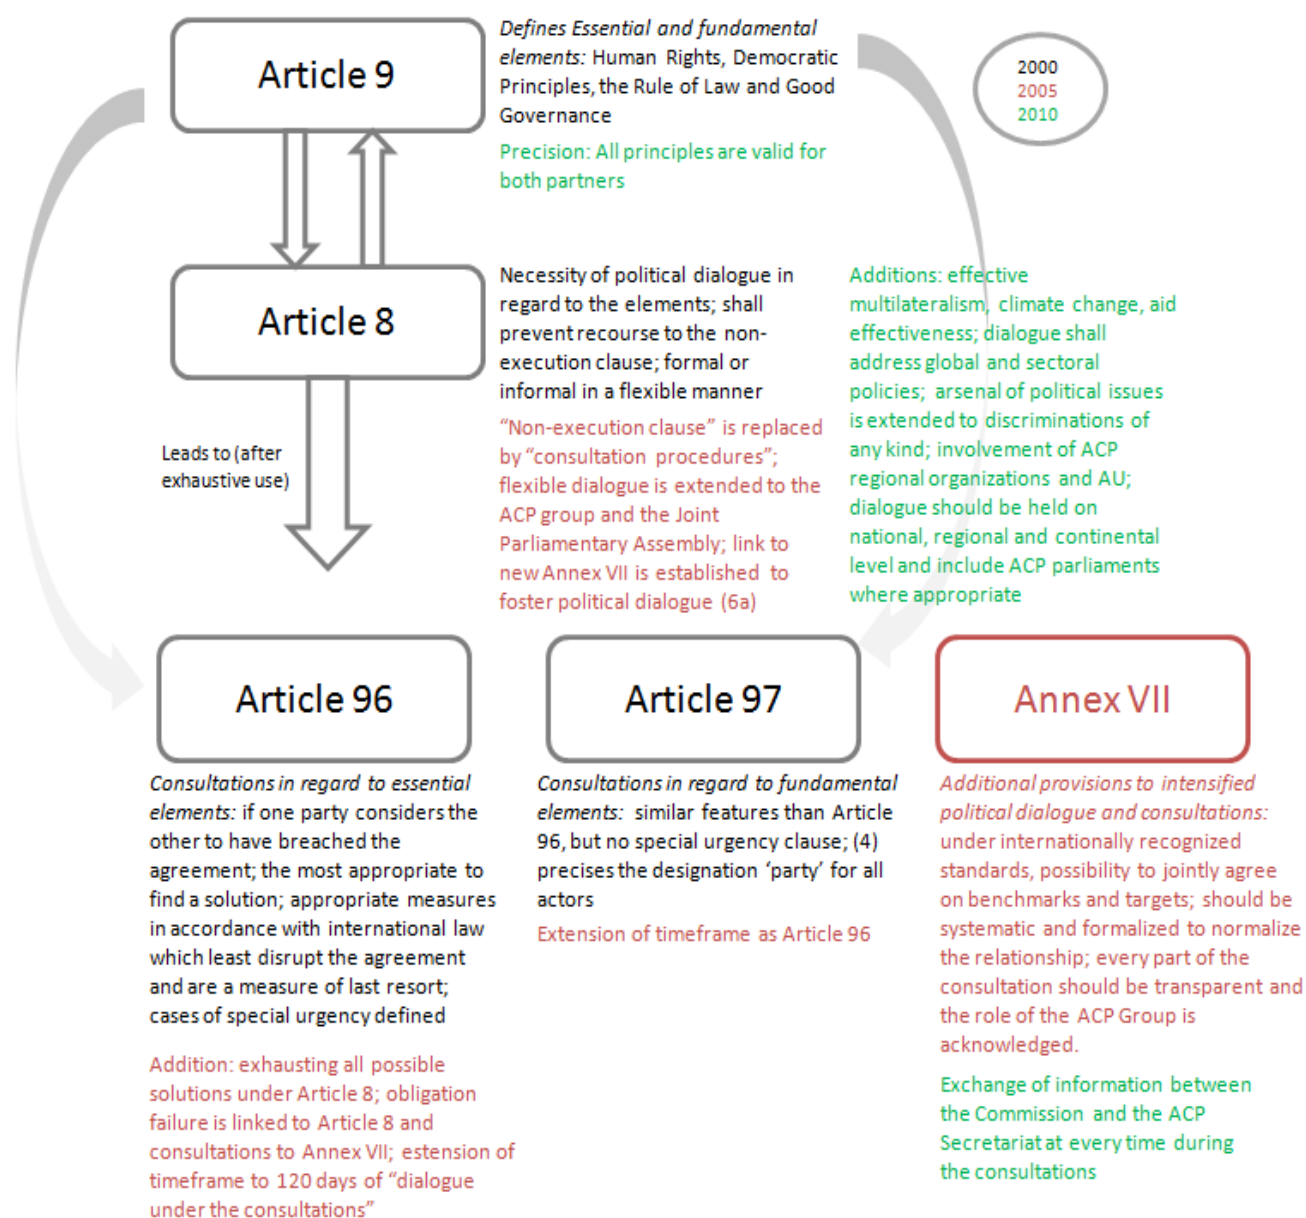 Article 9
Defines Essential and fundamental
elements: Human Rights, Democratic
Principles, the Rule of Law and Good
Governance
Precision: All principles are valid for
both partners
2000
2005
2010
Article 8
Necessity of political dialogue in
regard to the elements; shall
prevent recourse to the non-
execution clause; formal or
informal in a flexible manner
“Non-execution clause” is replaced
by “consultation procedures”;
flexible dialogue is extended to the
ACP group and the Joint
Parliamentary Assembly; link to
new Annex VII is established to
foster political dialogue (6a)
Additions: effective
multilateralism, climate change, aid
effectiveness; dialogue shall
address global and sectoral
policies; arsenal of political issues
is extended to discriminations of
any kind; involvement of ACP
regional organizations and AU;
dialogue should be held on
national, regional and continental
level and include ACP parliaments
where appropriate
Leads to (after
exhaustive use)
Article 96
Consultations in regard to essential
elements: if one party considers the
other to have breached the
agreement; the most appropriate to
find a solution; appropriate measures
in accordance with international law
which least disrupt the agreement
and are a measure of last resort;
cases of special urgency defined
Addition: exhausting all possible
solutions under Article 8; obligation
failure is linked to Article 8 and
consultations to Annex VII; estension of
timeframe to 120 days of “dialogue
under the consultations”
Article 97
Consultations in regard to fundamental
elements: similar features than Article
96, but no special urgency clause; (4)
precises the designation ‘party’ for all
actors
Extension of timeframe as Article 96
Annex VII
Additional provisions to intensified
political dialogue and consultations:
under internationally recognized
standards, possibility to jointly agree
on benchmarks and targets; should be
systematic and formalized to normalize
the relationship; every part of the
consultation should be transparent and
the role of the ACP Group is
acknowledged.
Exchange of information between
the Commission and the ACP
Secretariat at every time during
the consultations